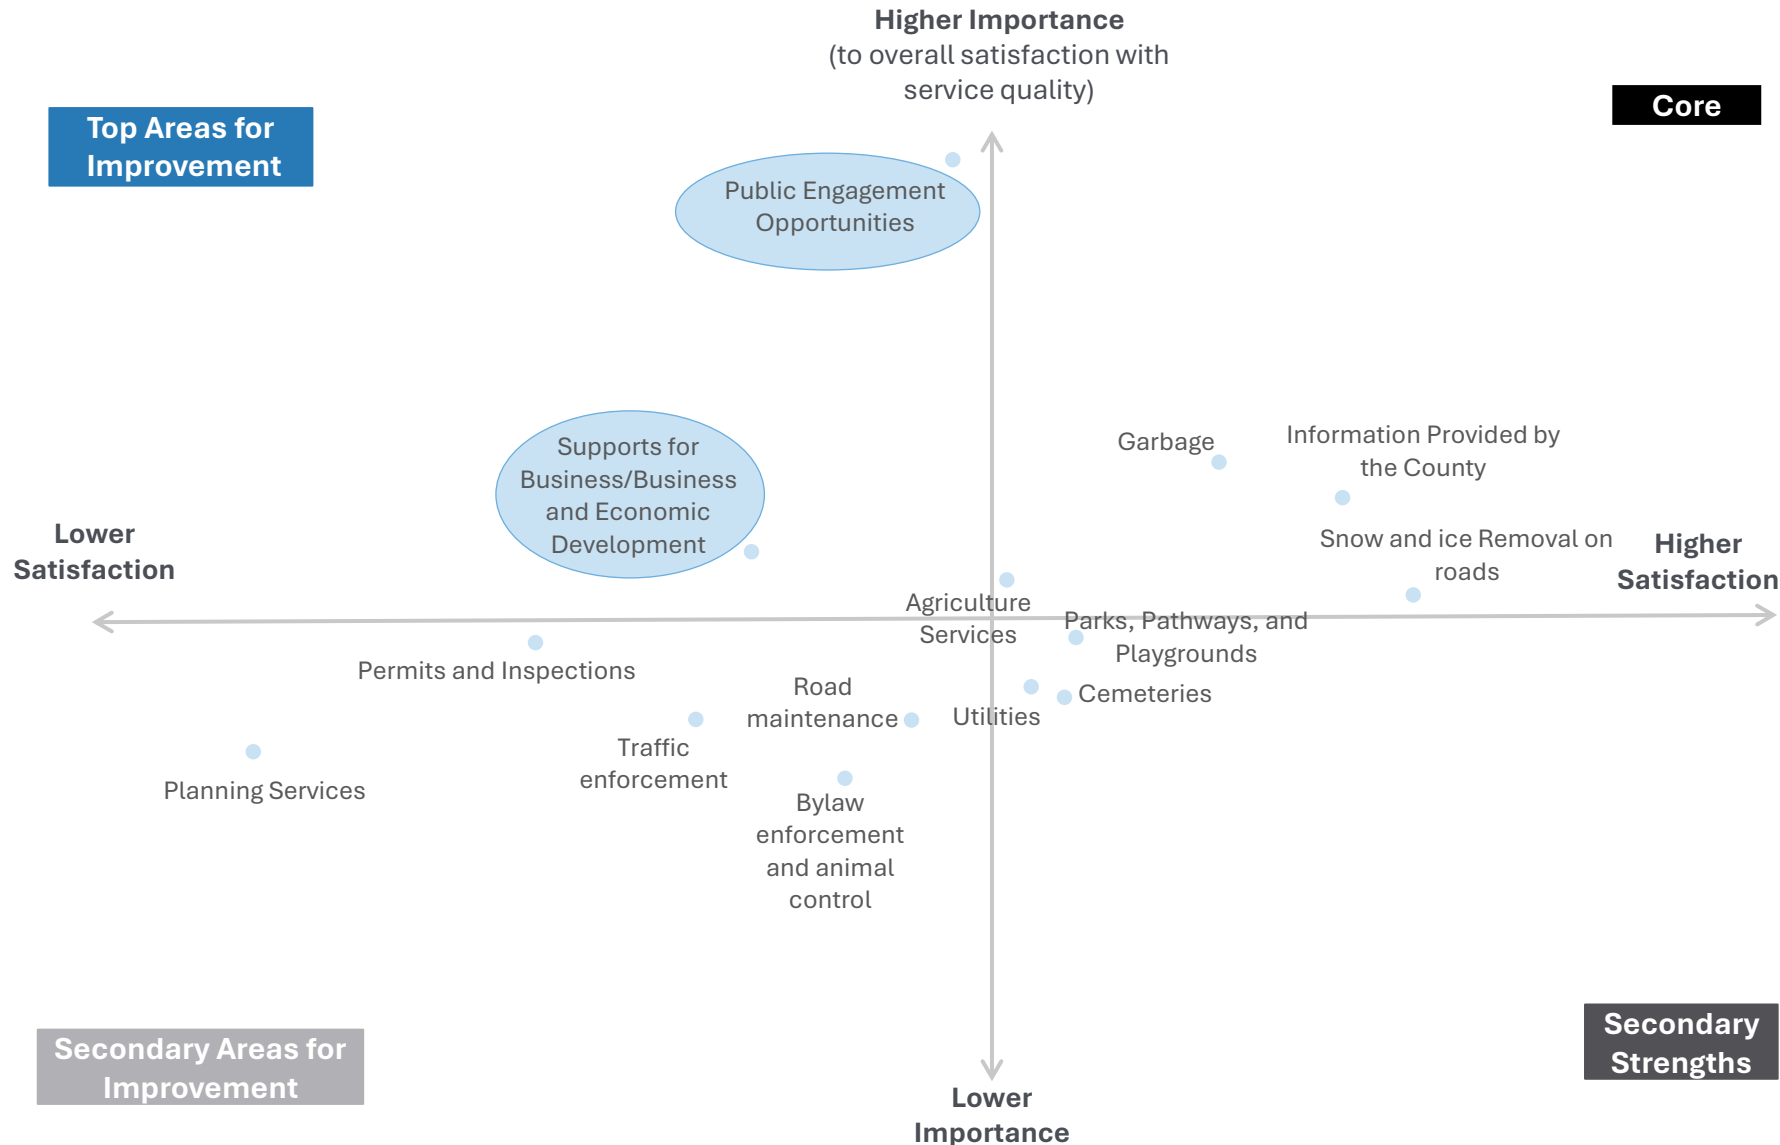 Higher Importance
(to overall satisfaction with
service quality)
Top Areas for
Improvement
Core
Public Engagement
Opportunities
Supports for
Business/Business
and Economic
Development
Garbage
Information Provided by
the County
Snow and ice Removal on
roads
Lower
Satisfaction
Higher
Satisfaction
Agriculture
Services
Parks, Pathways, and
Playgrounds
Permits and Inspections
Road
maintenance
Utilities
Cemeteries
Traffic
enforcement
Planning Services
Bylaw
enforcement
and animal
control
Secondary Areas for
Improvement
Secondary
Strengths
Lower
Importance